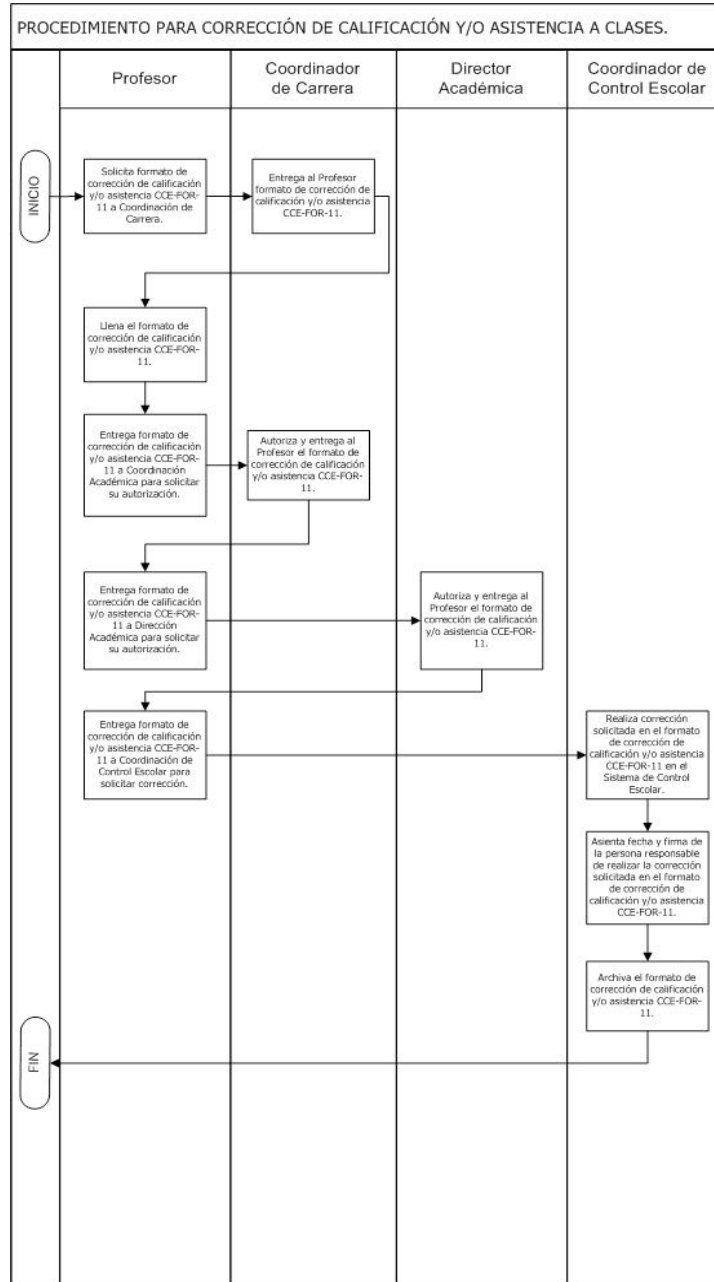 PROCEDIMIENTO PARA CORRECCIÓN DE CALIFICACIÓN Y/O ASISTENCIA A CLASES.
Profesor
Coordinador
de Carrera
Director
Académica
Coordinador de
Control Escolar
INICIO
Solicita formato de
corrección de calificación
y/o asistencia CCE-FOR-
11 a Coordinación de
Carrera.
Entrega al Profesor
formato de corrección de
calificación y/o asistencia
CCE-FOR-11.
Llena el formato de
corrección de calificación
y/o asistencia CCE-FOR-
11.
Entrega formato de
corrección de calificación
y/o asistencia CCE-FOR-
11 a Coordinación
Académica para solicitar
su autorización.
Autoriza y entrega al
Profesor el formato de
corrección de calificación
y/o asistencia CCE-FOR-
11.
Entrega formato de
corrección de calificación
y/o asistencia CCE-FOR-
11 a Dirección
Académica para solicitar
su autorización.
Autoriza y entrega al
Profesor el formato de
corrección de calificación
y/o asistencia CCE-FOR-
11.
Entrega formato de
corrección de calificación
y/o asistencia CCE-FOR-
11 a Coordinación de
Control Escolar para
solicitar corrección.
Realiza corrección
solicitada en el formato
de corrección de
calificación y/o asistencia
CCE-FOR-11 en el
Sistema de Control
Escolar.
Asienta fecha y firma de
la persona responsable
de realizar la corrección
solicitada en el formato
de corrección de
calificación y/o asistencia
CCE-FOR-11.
Archiva el formato de
corrección de calificación
y/o asistencia CCE-FOR-
11.
FIN